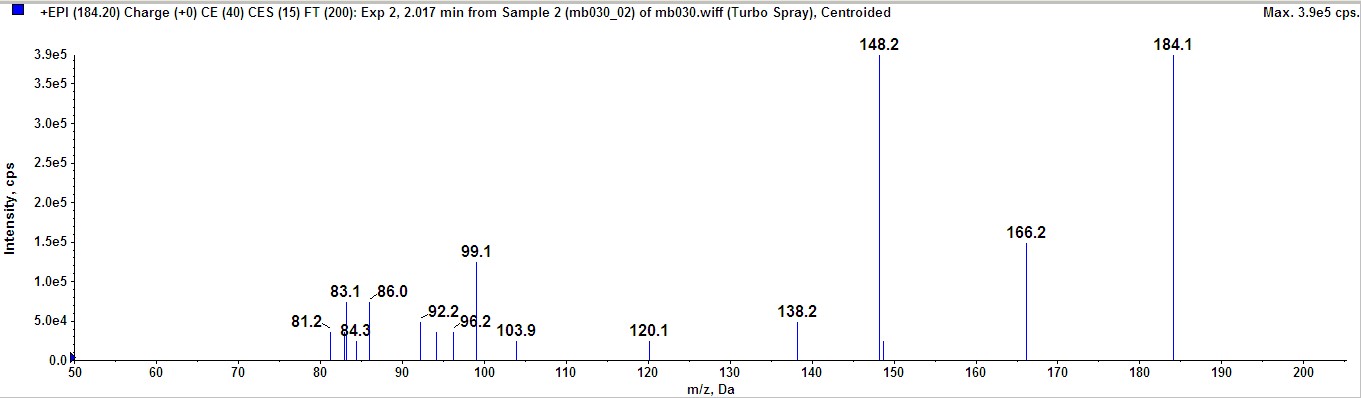 +EPI (184.20) Charge (+0) CE (40) CES (15) FT (200): Exp 2, 2.017 min from Sample 2 (mb030_02) of mb030.wiff (Turbo Spray), Centroided Max. 3.9e5 cps.
148.2 184.1
3.9e5
3.5e5
3.0e5
2.5e5
2.0e5
1.5e5
1.0e5
5.0e4
0.0
Intensity, cps
166.2
99.1
83.1 86.0
81.2 84.3 92.2 96.2 103.9 120.1 138.2
50 60 70 80 90 100 110 120 130 140 150 160 170 180 190 200
m/z, Da